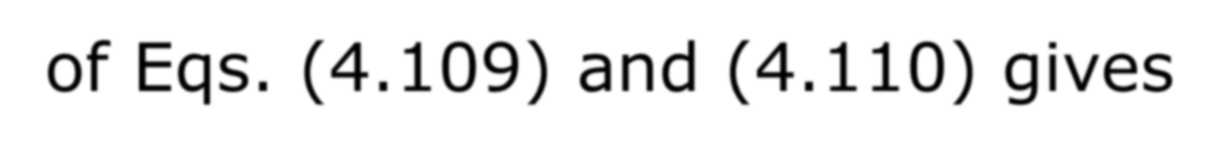 of Eqs. (4.109) and (4.110) gives